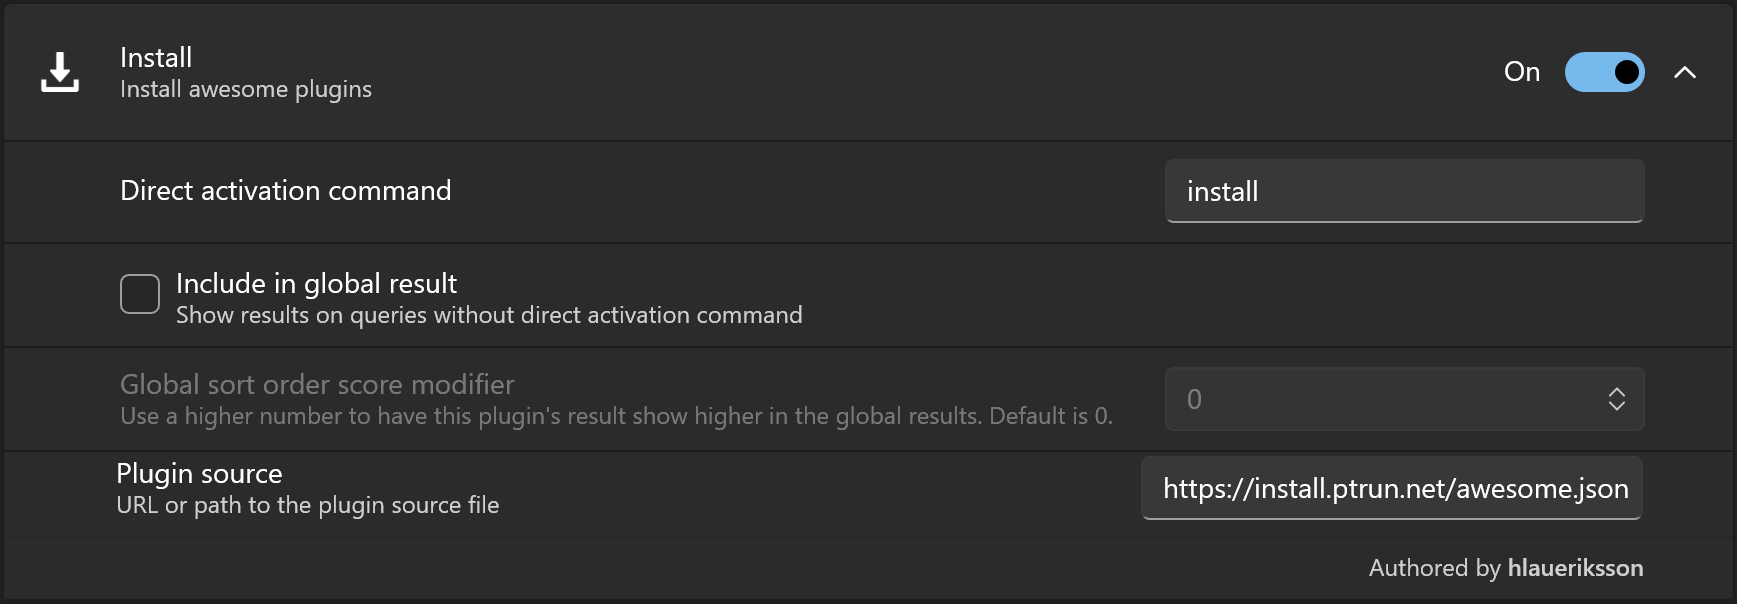 Install
Install awesome plugins
On
Direct activation command
install
Include in global result
Show results on queries without direct activation command
Global sort order score modifier
Use a higher number to have this plugin's result show higher in the global results. Default is 0.
0
Plugin source
URL or path to the plugin source file
https://install.ptrun.net/awesome.json
Authored by hlaueriksson